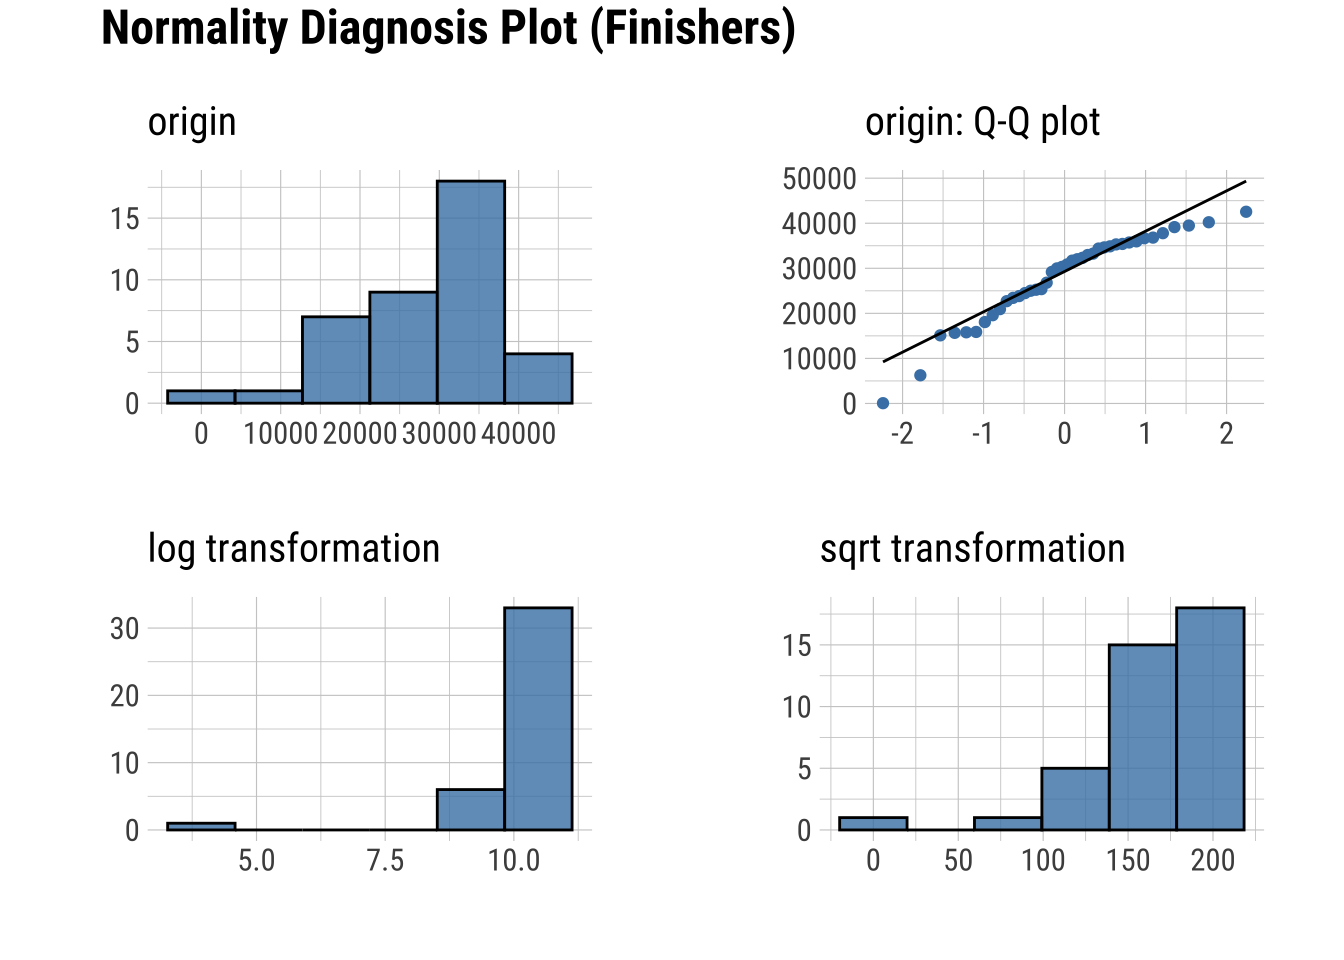 Normality Diagnosis Plot (Finishers)
origin
15
10
5
0
0 10000 20000 30000 40000
origin: Q-Q plot
50000
40000
30000
20000
10000
0
-2 -1 0 1 2
log transformation
30
20
10
0
5.0 7.5 10.0
sqrt transformation
15
10
5
0
0 50 100 150 200